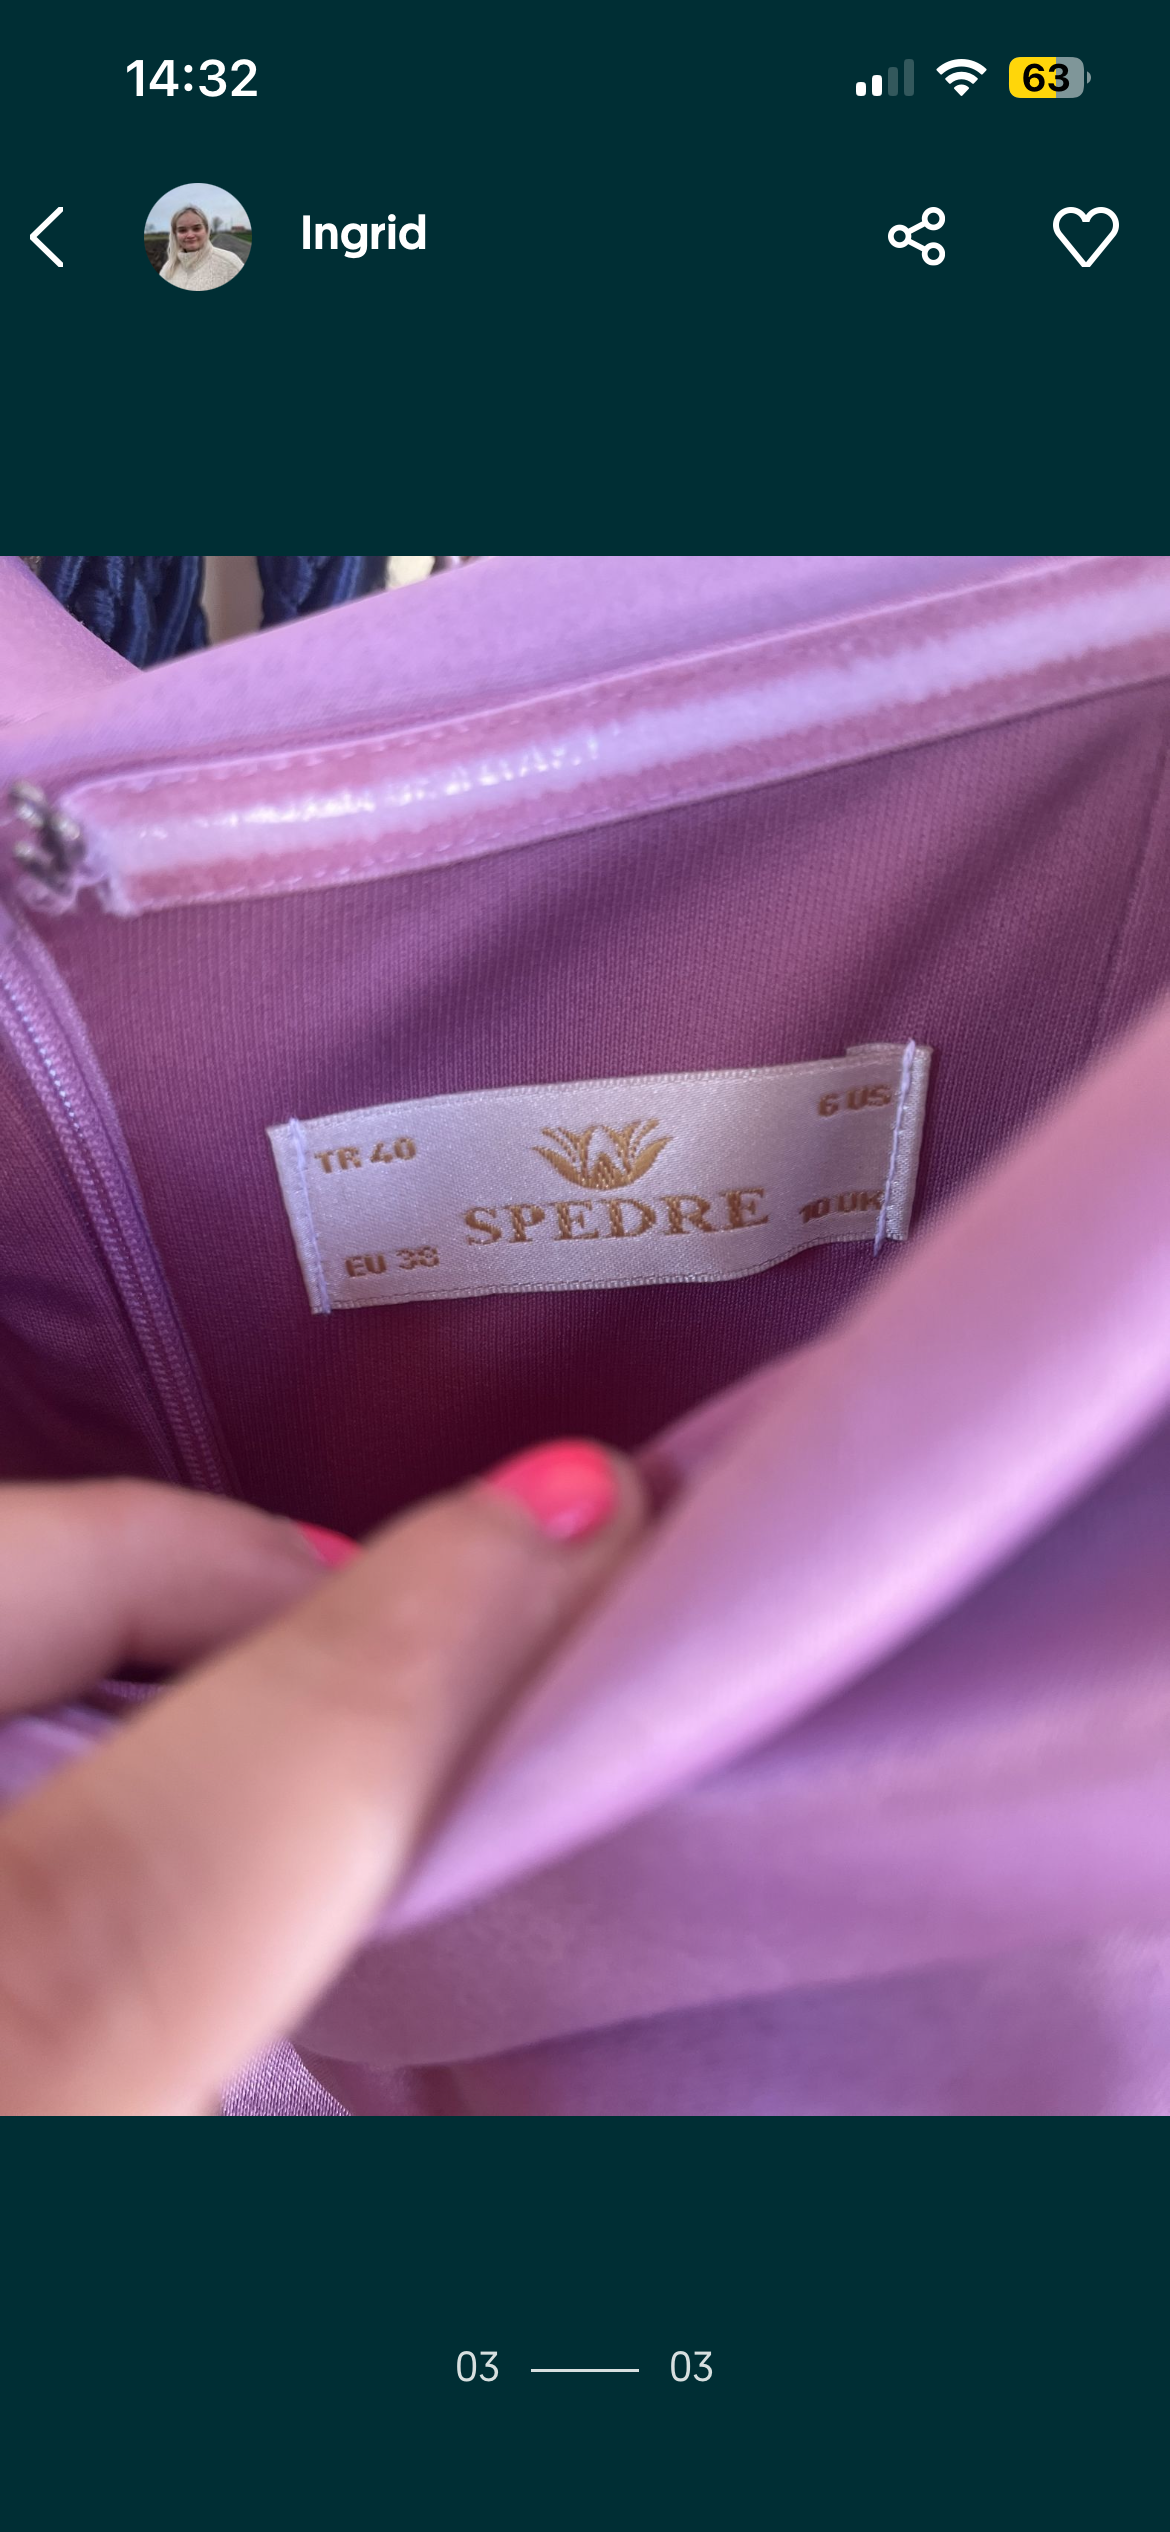 14:32
63
Ingrid
TR 40
6 US
SPEDRE
EU 38
10 UK
03
03